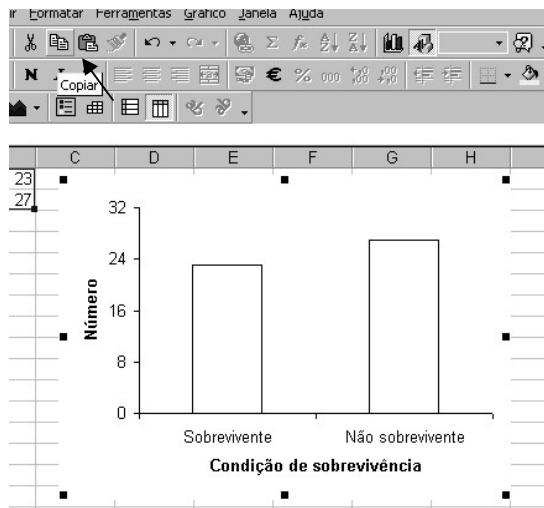 Formatar Ferramentas Gráfico Janela Ajuda
N € % 000
Copiar
C D E F G H
23
27
32
24
16
8
0
Número
Sobrevivente Não sobrevivente
Condição de sobrevivência